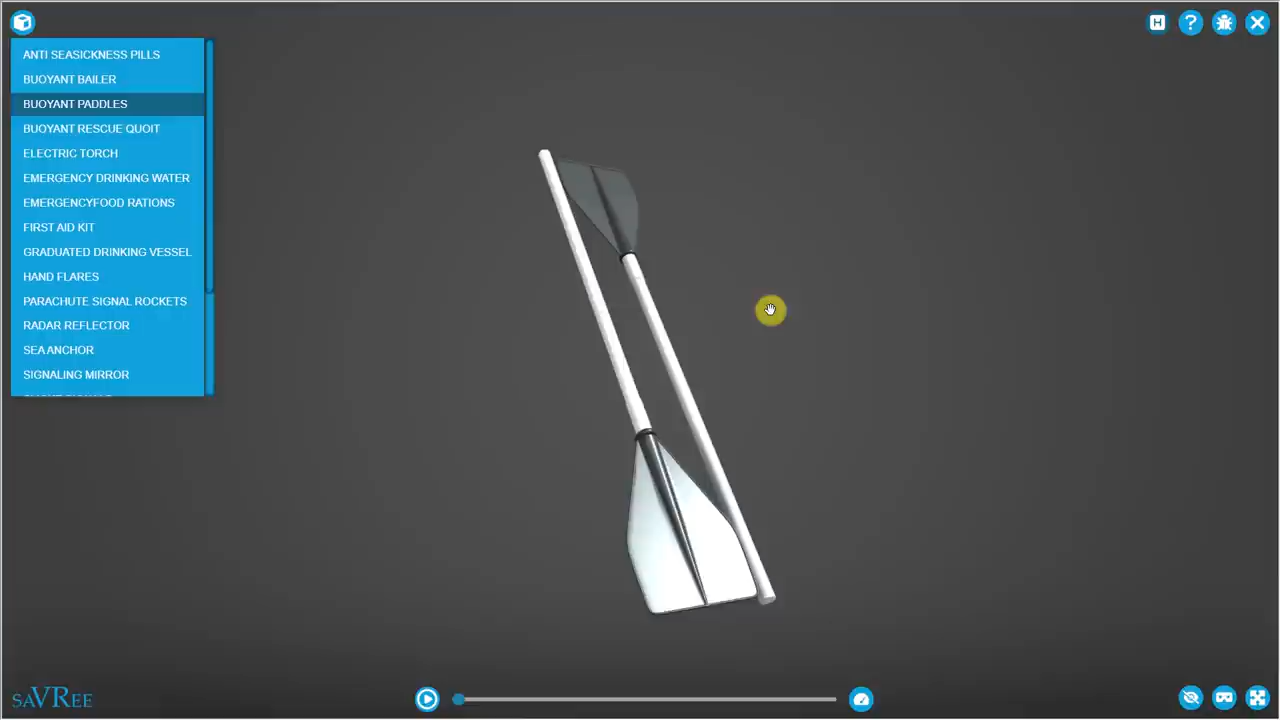 H
?
ANTI SEASICKNESS PILLS
BUOYANT BAILER
BUOYANT PADDLES
BUOYANT RESCUE QUOIT
ELECTRIC TORCH
EMERGENCY DRINKING WATER
EMERGENCYFOOD RATIONS
FIRST AID KIT
GRADUATED DRINKING VESSEL
HAND FLARES
PARACHUTE SIGNAL ROCKETS
RADAR REFLECTOR
SEA ANCHOR
SIGNALING MIRROR
saVRee